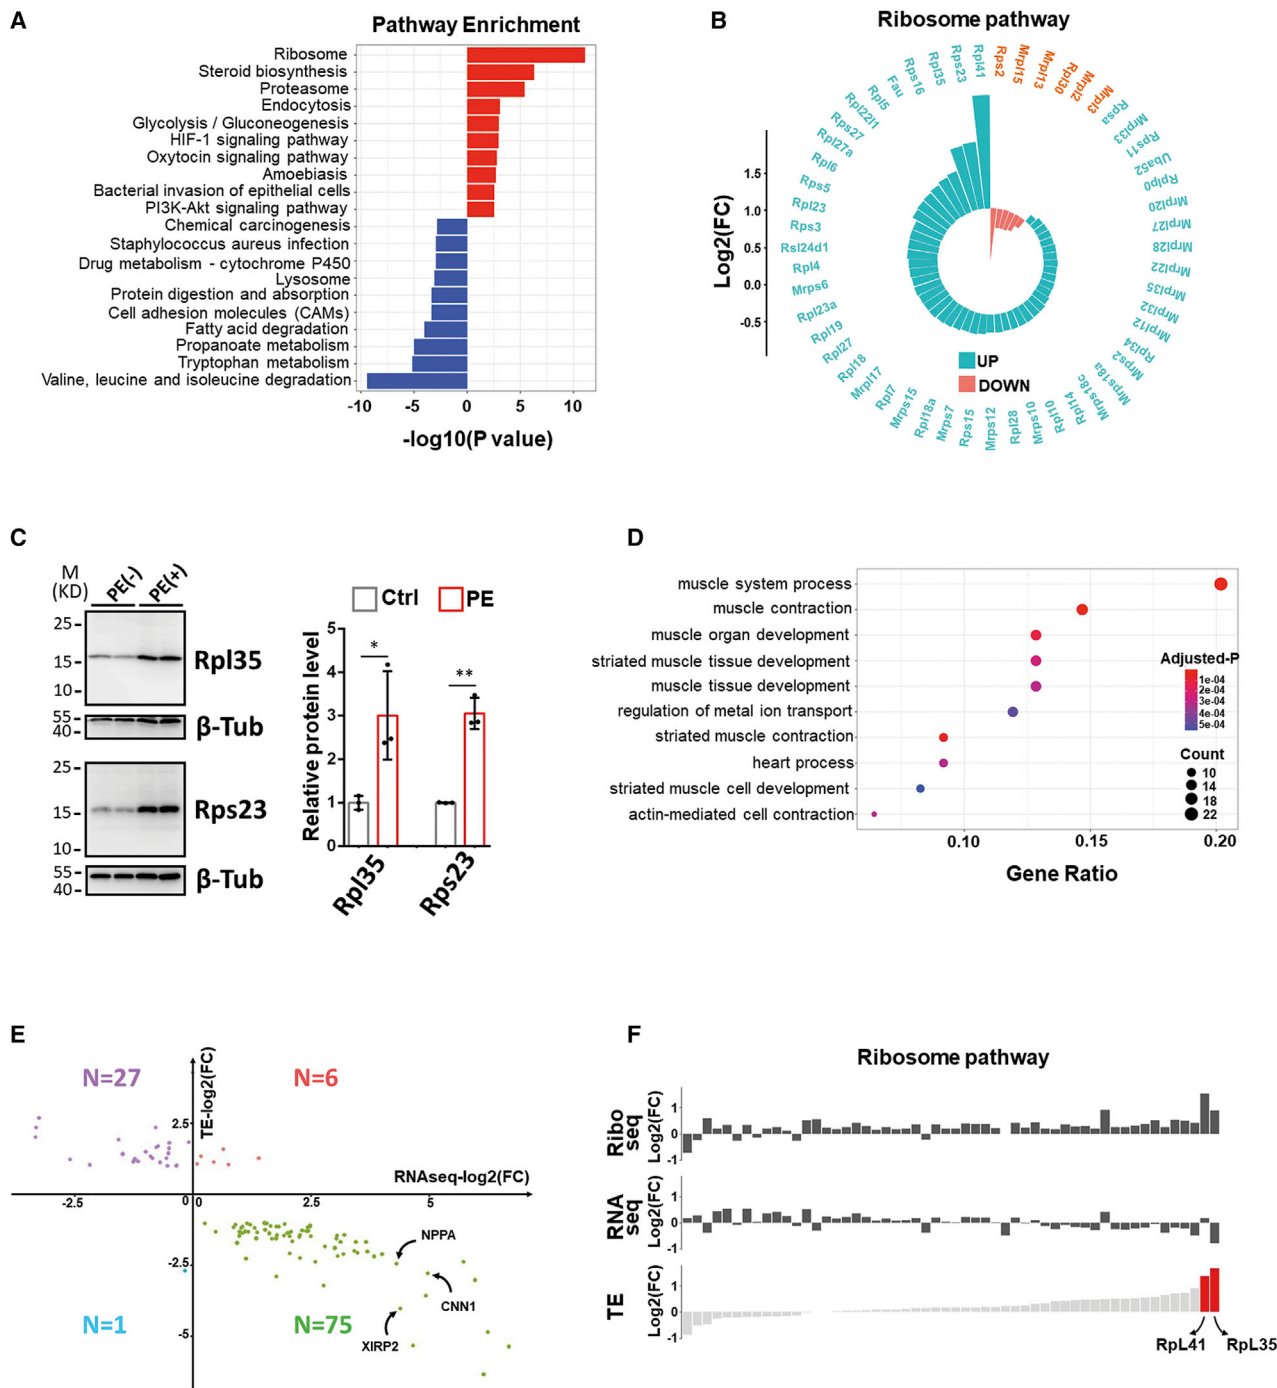 A
Pathway Enrichment
Ribosome
Steroid biosynthesis
Proteasome
Endocytosis
Glycolysis / Gluconeogenesis
HIF-1 signaling pathway
Oxytocin signaling pathway
Amoebiasis
Bacterial invasion of epithelial cells
PI3K-Akt signaling pathway
Chemical carcinogenesis
Staphylococcus aureus infection
Drug metabolism - cytochrome P450
Lysosome
Protein digestion and absorption
Cell adhesion molecules (CAMs)
Fatty acid degradation
Propanoate metabolism
Tryptophan metabolism
Valine, leucine and isoleucine degradation
-10 -5 0 5 10
-log10(P value)
B
Ribosome pathway
Rps2
Mrpl15
Mrpl13
Rpl30
Mrpl2
Mrpl3
Rpsa
Mrpl33
Rps11
Uba52
Rplp0
Mrpl20
Mrpl27
Mrpl28
Mrpl22
Mrpl35
Mrpl32
Mrpl12
Rpl34
Mrps2
Mrps18a
Mrps18c
Rpl14
Rpl10
Mrps10
Rpl28
Mrps12
Rps15
Mrps7
Rpl18a
Mrps15
Rpl7
Mrpl17
Rpl18
Rpl27
Rpl19
Rpl23a
Mrps6
Rpl4
Rsl24d1
Rps3
Rpl23
Rps5
Rpl6
Rpl27a
Rps27
Rpl22l1
Rpl5
Fau
Rps16
Rpl35
Rps23
Rpl41
Log2(FC)
1.5
1.0
0.5
0.0
-0.5
UP
DOWN
C
M
(KD)
PE(-) PE(+)
25
15
10
Rpl35
55
40
β-Tub
25
15
10
Rps23
55
40
β-Tub
Ctrl PE
Relative protein level
5
4
3
2
1
0
*
**
Rpl35 Rps23
D
muscle system process
muscle contraction
muscle organ development
striated muscle tissue development
muscle tissue development
regulation of metal ion transport
striated muscle contraction
heart process
striated muscle cell development
actin-mediated cell contraction
0.10 0.15 0.20
Gene Ratio
Adjusted-P
1e-04
2e-04
3e-04
4e-04
5e-04
Count
10
14
18
22
E
N=27
N=6
TE-log2(FC)
2.5
RNAseq-log2(FC)
-2.5 0 0 2.5 5
-2.5
-5
NPPA
CNN1
XIRP2
N=1
N=75
F
Ribosome pathway
Ribo seq
Log2(FC)
1
0
-1
RNA seq
Log2(FC)
1
0
-1
TE
Log2(FC)
1
0
-1
RpL41 RpL35